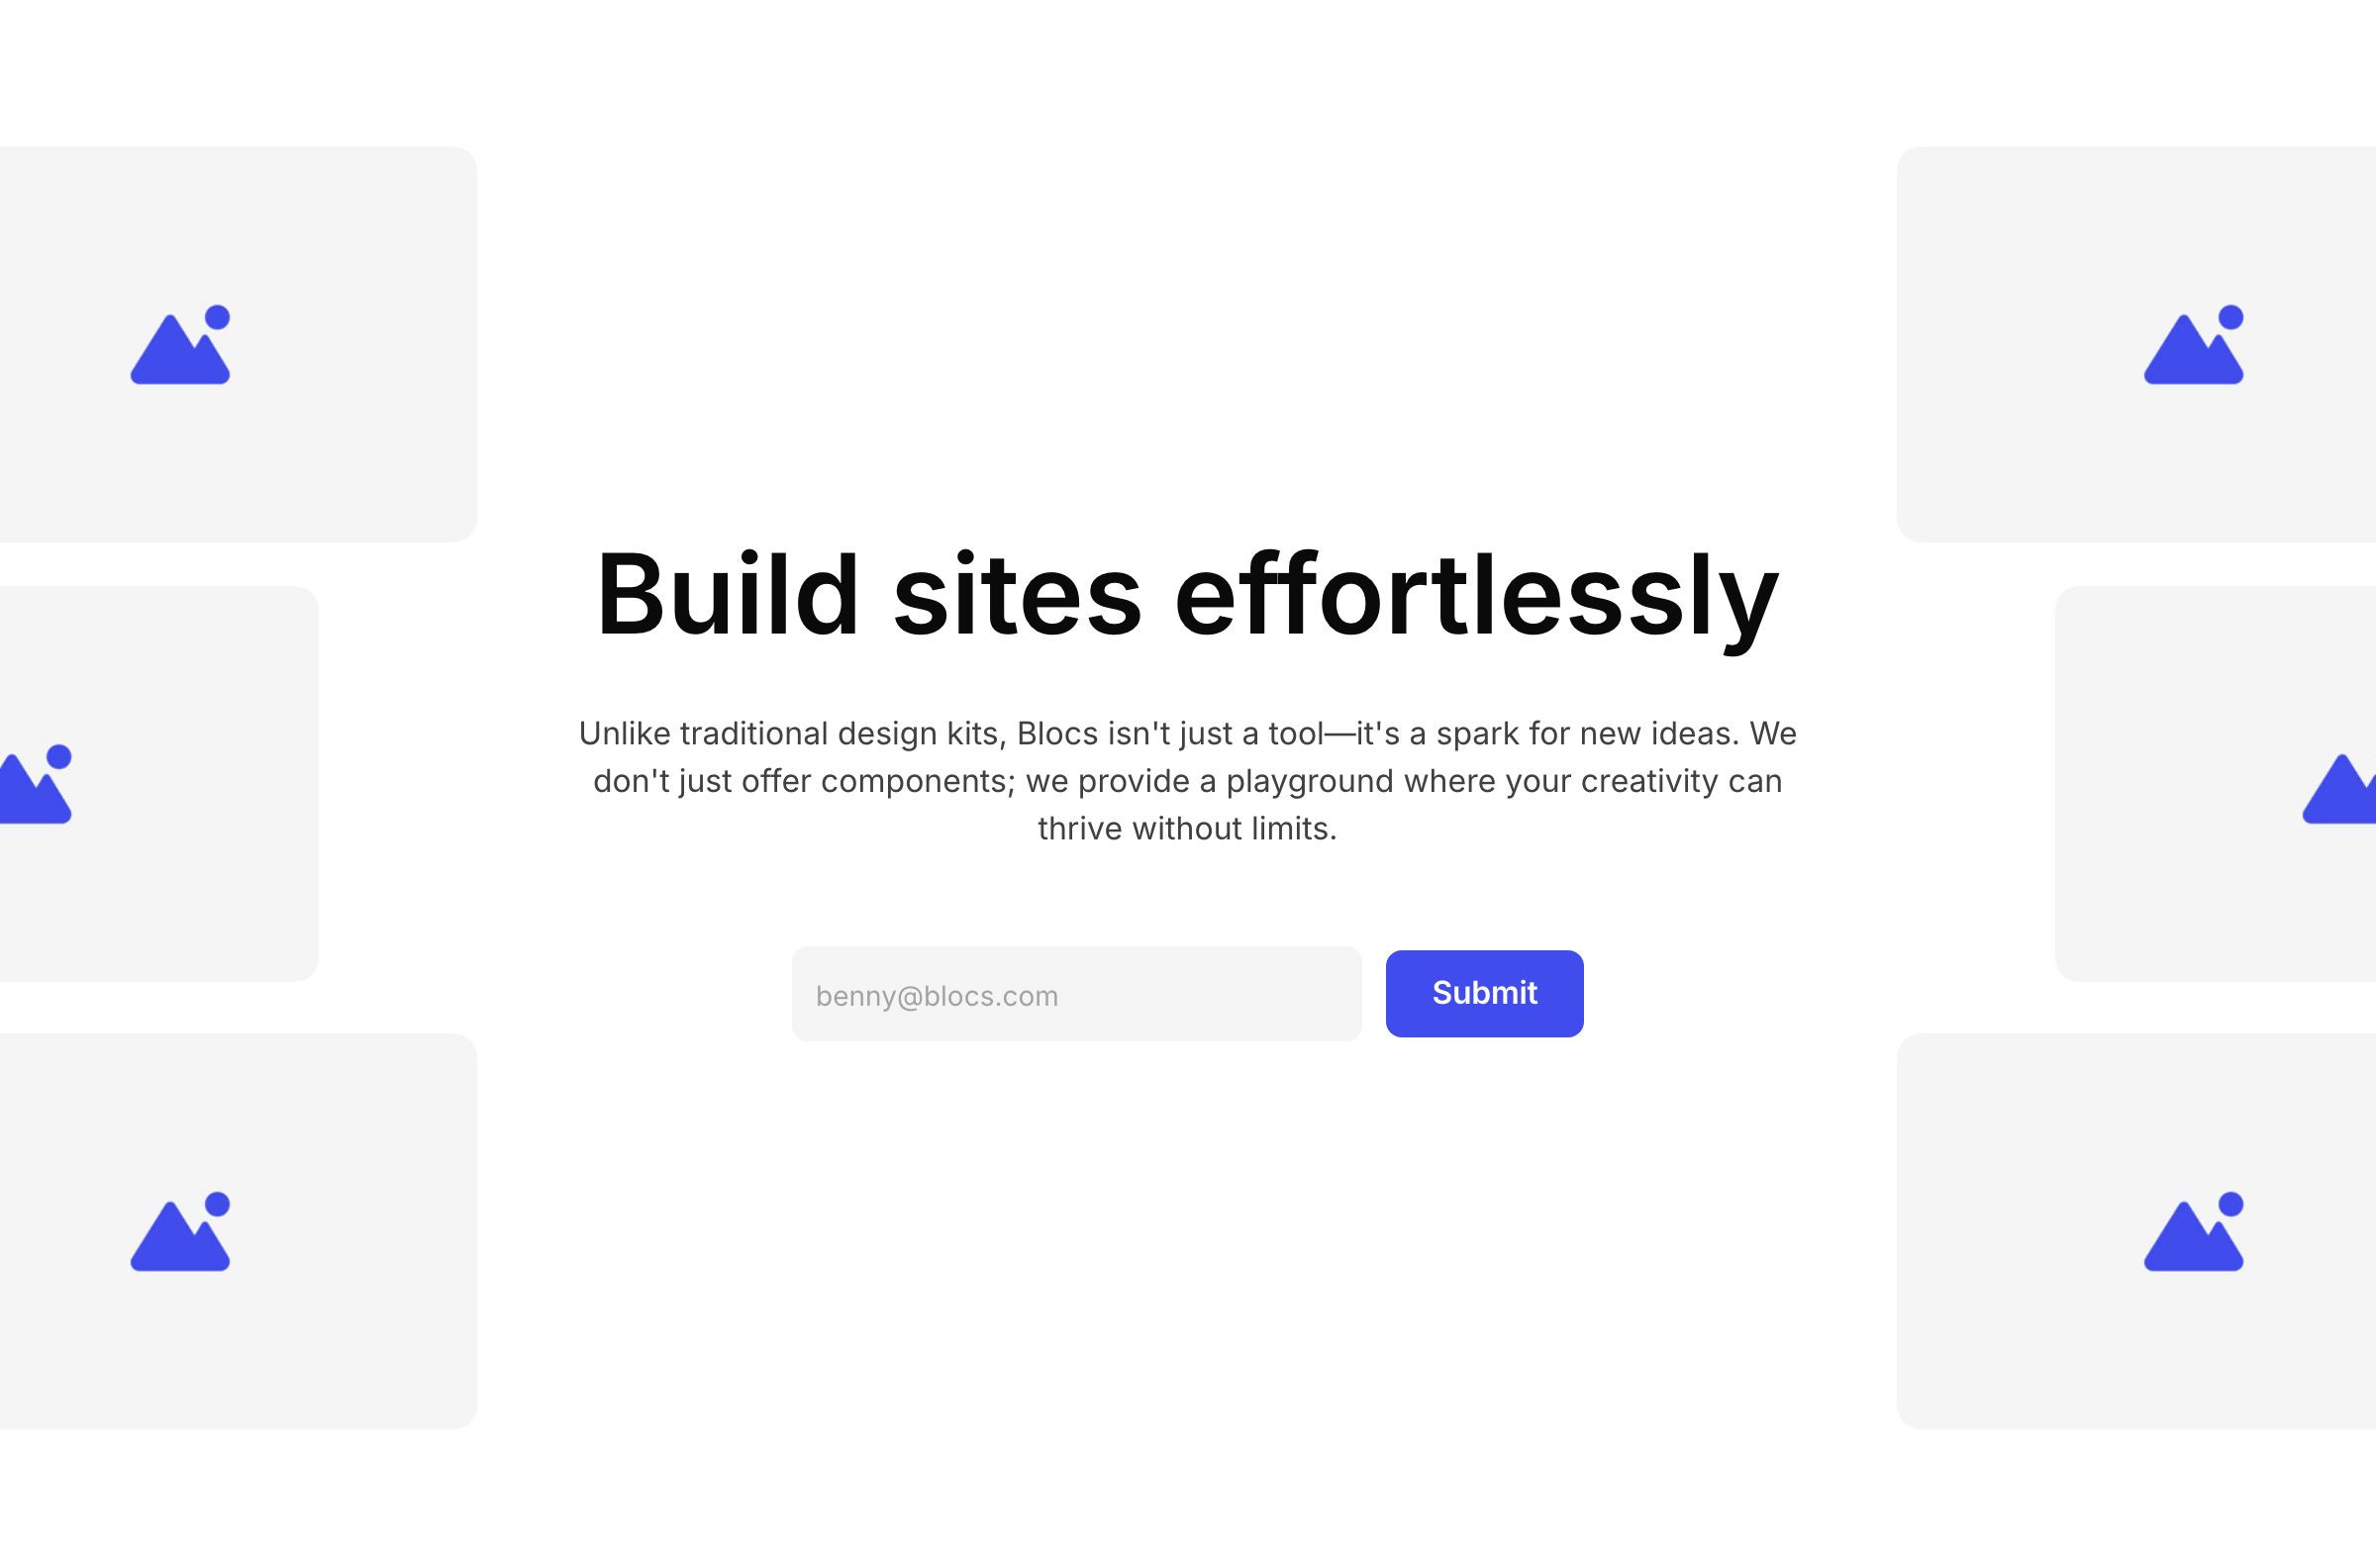 Build sites effortlessly
Unlike traditional design kits, Blocs isn't just a tool—it's a spark for new ideas. We
don't just offer components; we provide a playground where your creativity can
thrive without limits.
benny@blocs.com
Submit